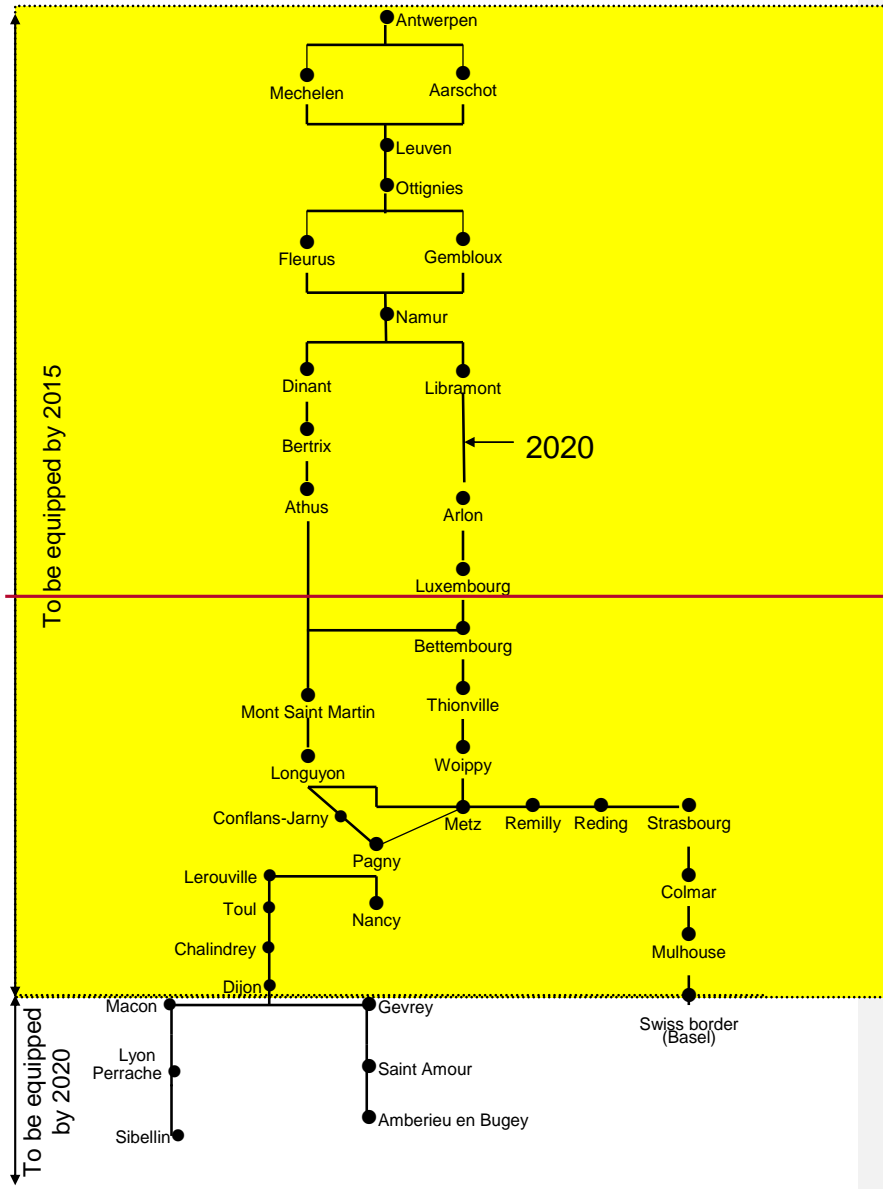 Antwerpen
Mechelen
Aarschot
Leuven
Ottignies
Fleurus
Gembloux
Namur
Dinant
Libramont
Bertrix
2020
Athus
Arlon
To be equipped by 2015
Luxembourg
Bettembourg
Mont Saint Martin
Thionville
Longuyon
Woippy
Conflans-Jarny
Metz
Remilly
Reding
Strasbourg
Pagny
Lerouville
Colmar
Toul
Nancy
Chalindrey
Mulhouse
Dijon
Macon
Gevrey
Swiss border
(Basel)
To be equipped
by 2020
Lyon
Perrache
Saint Amour
Amberieu en Bugey
Sibellin